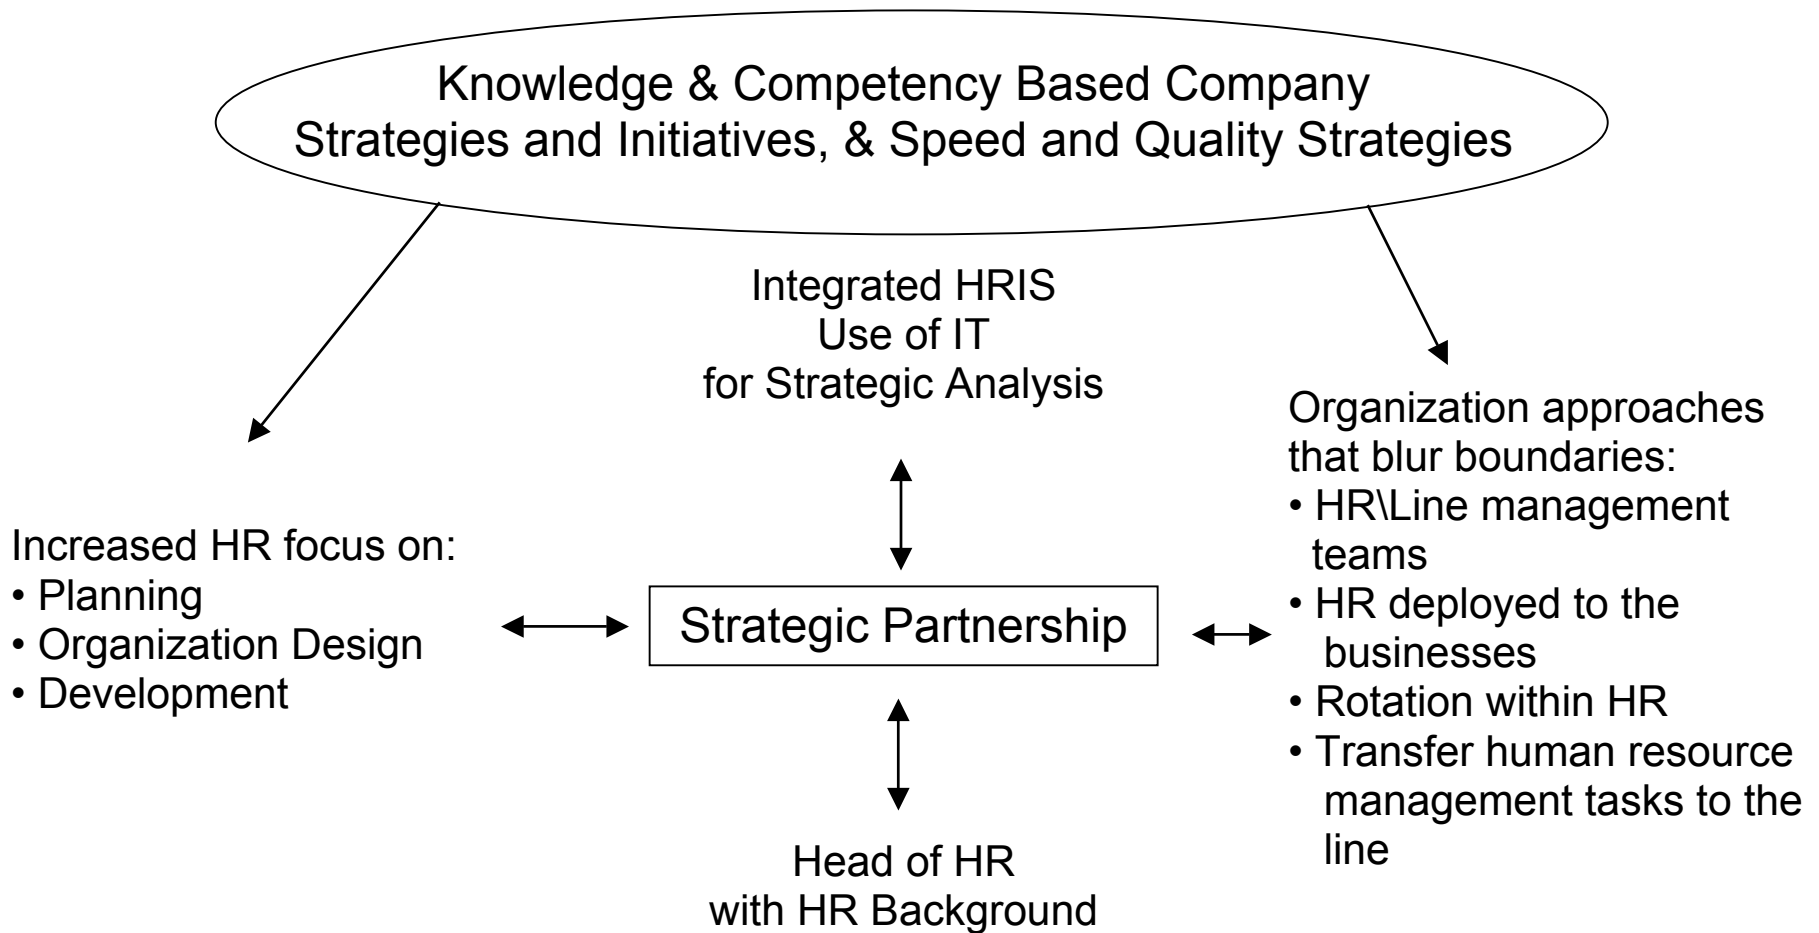 Knowledge & Competency Based Company
Strategies and Initiatives, & Speed and Quality Strategies
Integrated HRIS
Use of IT
for Strategic Analysis
Increased HR focus on:
• Planning
• Organization Design
• Development
Strategic Partnership
Organization approaches
that blur boundaries:
• HR\Line management
teams
• HR deployed to the
businesses
• Rotation within HR
• Transfer human resource
management tasks to the
line
Head of HR
with HR Background